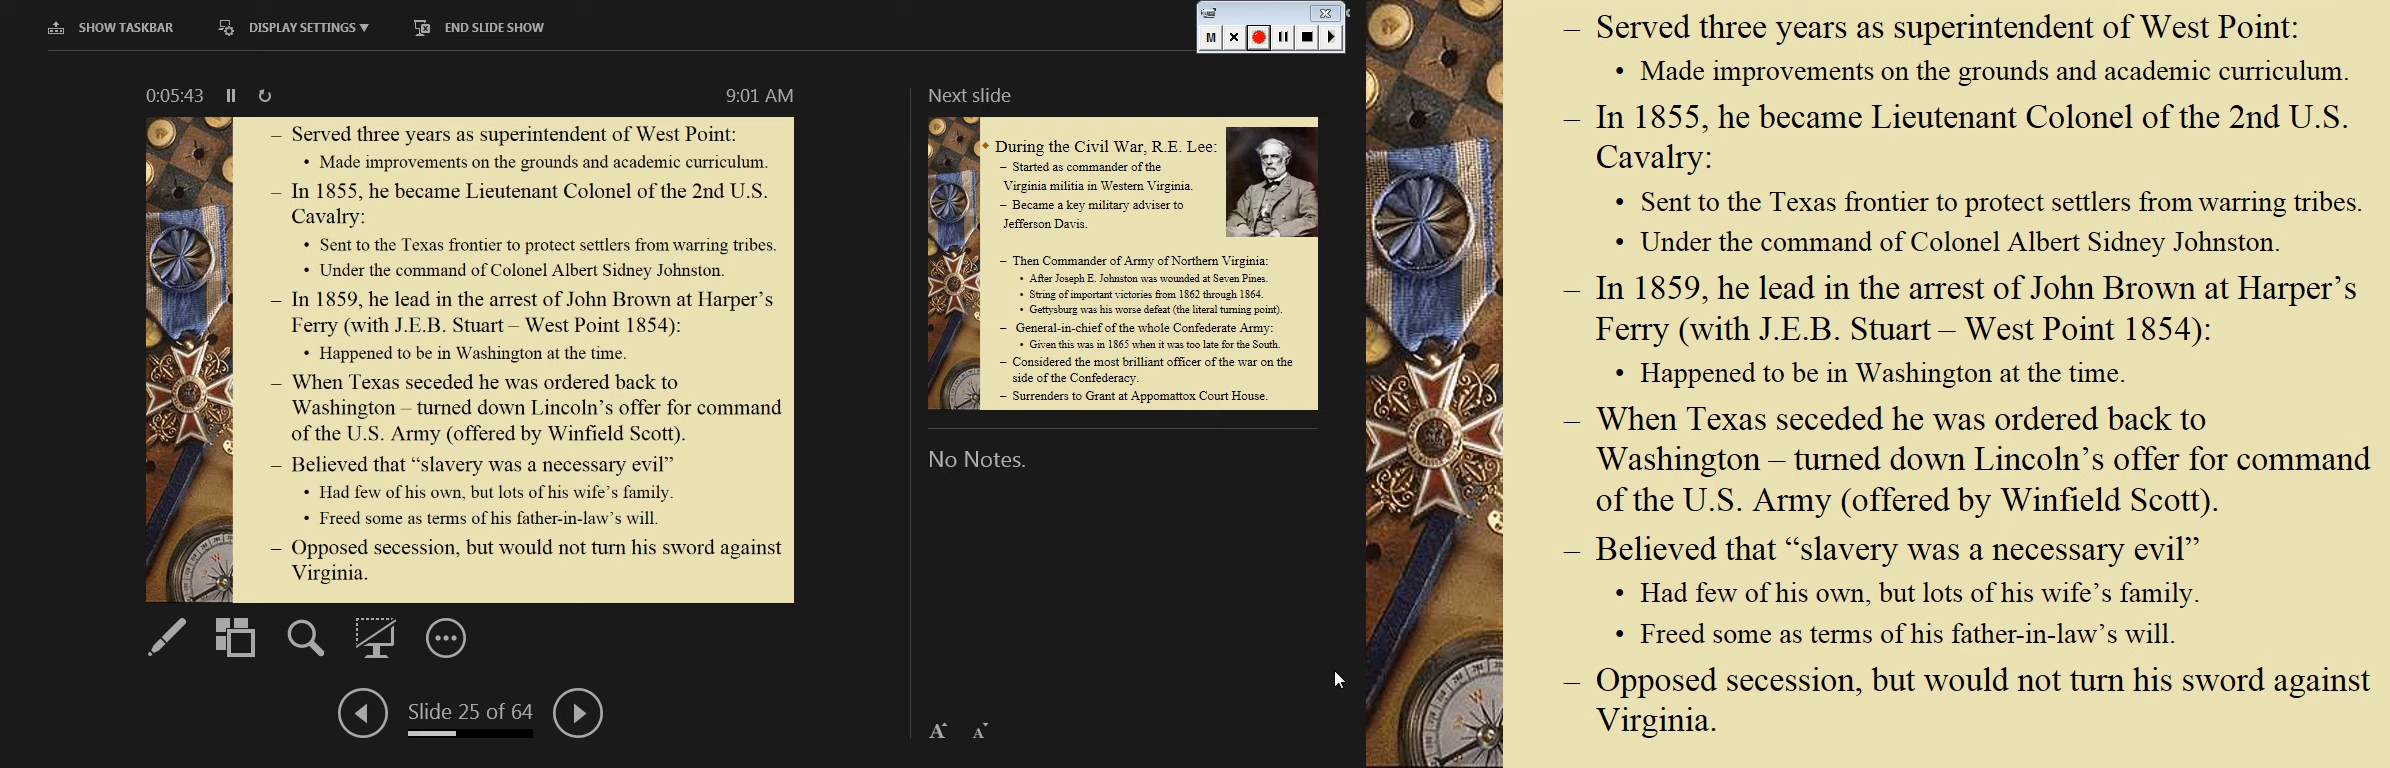 SHOW TASKBAR
DISPLAY SETTINGS ▼
END SLIDE SHOW
M
0:05:43
9:01 AM
– Served three years as superintendent of West Point:
• Made improvements on the grounds and academic curriculum.
– In 1855, he became Lieutenant Colonel of the 2nd U.S.
Cavalry:
• Sent to the Texas frontier to protect settlers from warring tribes.
• Under the command of Colonel Albert Sidney Johnston.
– In 1859, he lead in the arrest of John Brown at Harper’s
Ferry (with J.E.B. Stuart – West Point 1854):
• Happened to be in Washington at the time.
– When Texas seceded he was ordered back to
Washington – turned down Lincoln’s offer for command
of the U.S. Army (offered by Winfield Scott).
– Believed that “slavery was a necessary evil”
• Had few of his own, but lots of his wife’s family.
• Freed some as terms of his father-in-law’s will.
– Opposed secession, but would not turn his sword against
Virginia.
Slide 25 of 64
Next slide
During the Civil War, R.E. Lee:
– Started as commander of the
Virginia militia in Western Virginia.
– Became a key military adviser to
Jefferson Davis.
– Then Commander of Army of Northern Virginia:
• After Joseph E. Johnston was wounded at Seven Pines.
• String of important victories from 1862 through 1864.
• Gettysburg was his worse defeat (the literal turning point).
– General-in-chief of the whole Confederate Army:
• Given this was in 1865 when it was too late for the South.
– Considered the most brilliant officer of the war on the
side of the Confederacy.
– Surrenders to Grant at Appomattox Court House.
No Notes.
A A
– Served three years as superintendent of West Point:
• Made improvements on the grounds and academic curriculum.
– In 1855, he became Lieutenant Colonel of the 2nd U.S.
Cavalry:
• Sent to the Texas frontier to protect settlers from warring tribes.
• Under the command of Colonel Albert Sidney Johnston.
– In 1859, he lead in the arrest of John Brown at Harper’s
Ferry (with J.E.B. Stuart – West Point 1854):
• Happened to be in Washington at the time.
– When Texas seceded he was ordered back to
Washington – turned down Lincoln’s offer for command
of the U.S. Army (offered by Winfield Scott).
– Believed that “slavery was a necessary evil”
• Had few of his own, but lots of his wife’s family.
• Freed some as terms of his father-in-law’s will.
– Opposed secession, but would not turn his sword against
Virginia.